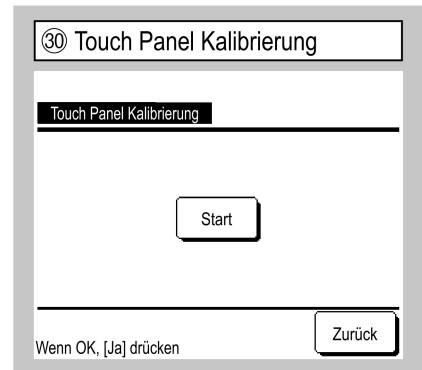 ㉚ Touch Panel Kalibrierung
Touch Panel Kalibrierung
Start
Zurück
Wenn OK, [Ja] drücken